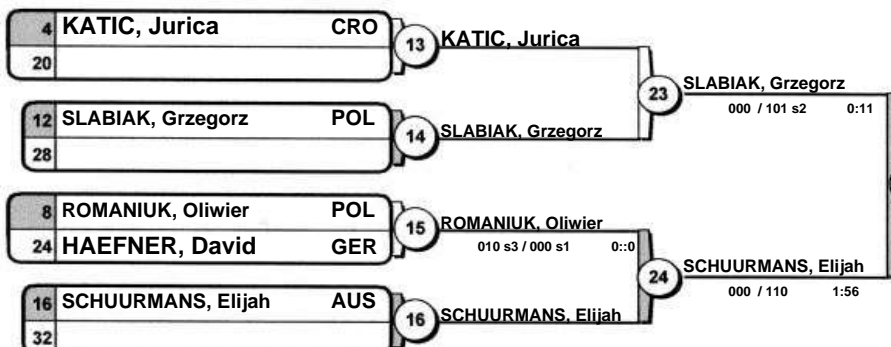 4 KATIC, Jurica CRO
20
13
KATIC, Jurica
12 SLABIAK, Grzegorz POL
28
14
SLABIAK, Grzegorz
23
SLABIAK, Grzegorz
000 / 101 s2 0:11
8 ROMANIUK, Oliwier POL
24 HAEFNER, David GER
15
ROMANIUK, Oliwier
010 s3 / 000 s1 0::0
16 SCHUURMANS, Elijah AUS
32
16
SCHUURMANS, Elijah
24
SCHUURMANS, Elijah
000 / 110 1:56